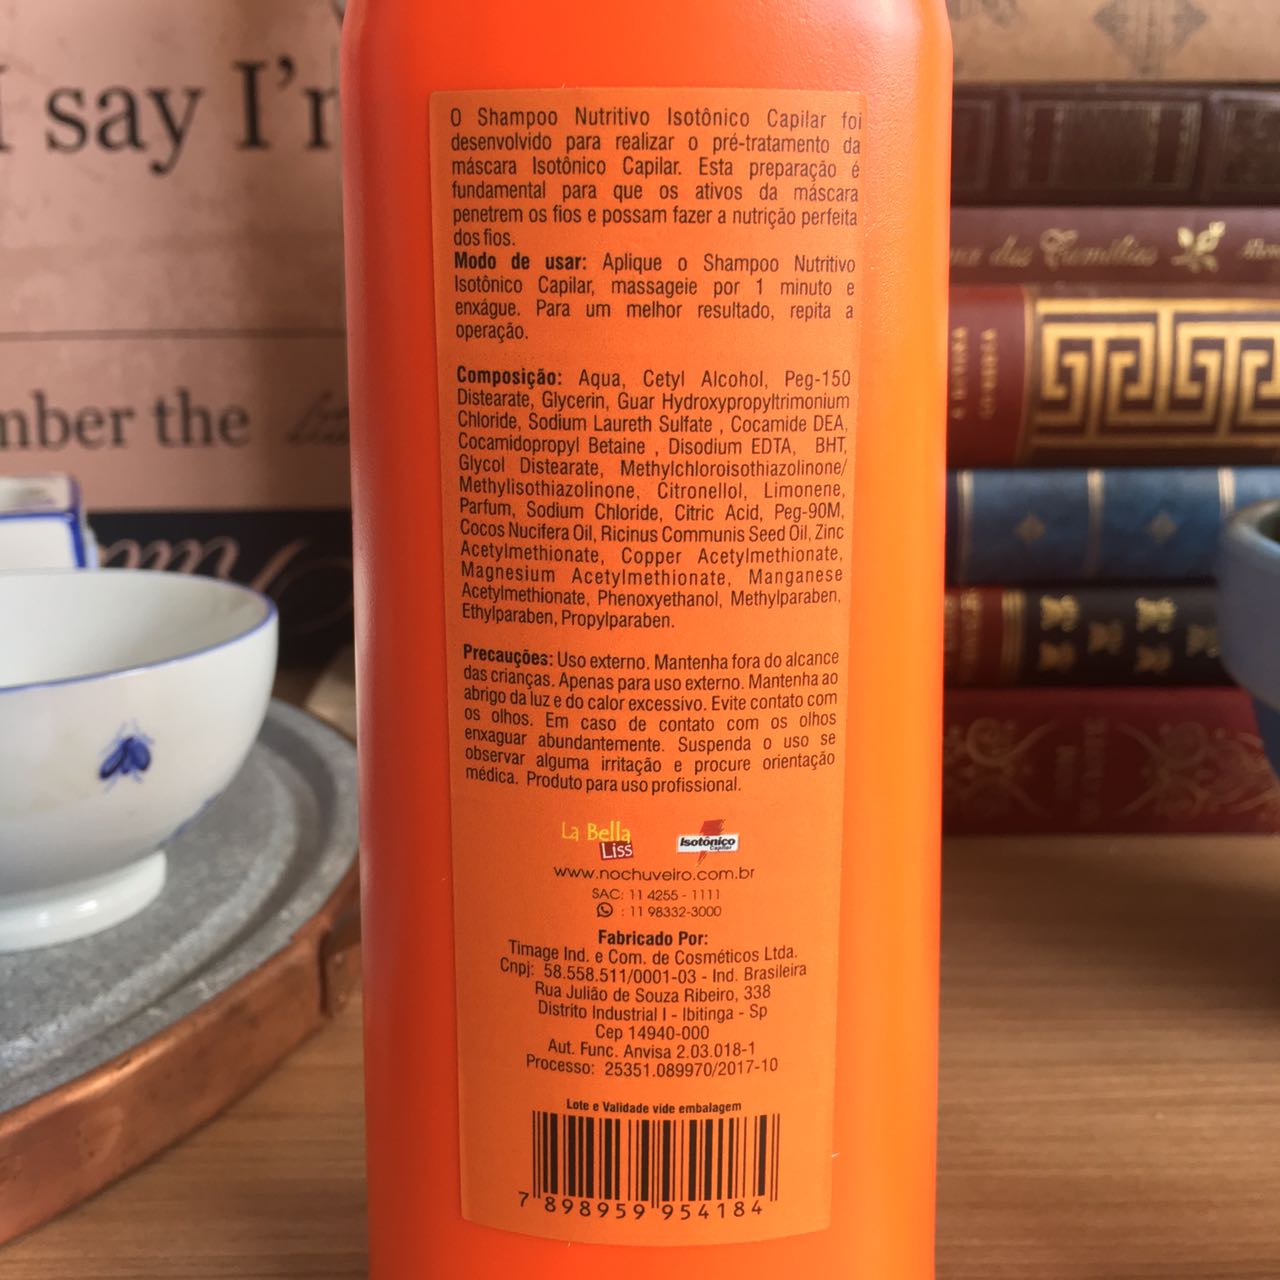 I say I'm
mber the
O Shampoo Nutritivo Isotônico Capilar foi
desenvolvido para realizar o pré-tratamento da
máscara Isotônico Capilar. Esta preparação é
fundamental para que os ativos da máscara
penetrem os fios e possam fazer a nutrição perfeita
dos fios.
Modo de usar: Aplique o Shampoo Nutritivo
Isotônico Capilar, massageie por 1 minuto e
enxágue. Para um melhor resultado, repita a
operação.
Composição: Aqua, Cetyl Alcohol, Peg-150
Distearate, Glycerin, Guar Hydroxypropyltrimonium
Chloride, Sodium Laureth Sulfate , Cocamide DEA,
Cocamidopropyl Betaine , Disodium EDTA, BHT,
Glycol Distearate, Methylchloroisothiazolinone/
Methylisothiazolinone, Citronellol, Limonene,
Parfum, Sodium Chloride, Citric Acid, Peg-90M,
Cocos Nucifera Oil, Ricinus Communis Seed Oil, Zinc
Acetylmethionate, Copper Acetylmethionate,
Magnesium Acetylmethionate, Manganese
Acetylmethionate, Phenoxyethanol, Methylparaben,
Ethylparaben, Propylparaben.
Precauções: Uso externo. Mantenha fora do alcance
das crianças. Apenas para uso externo. Mantenha ao
abrigo da luz e do calor excessivo. Evite contato com
os olhos. Em caso de contato com os olhos
enxaguar abundantemente. Suspenda o uso se
observar alguma irritação e procure orientação
médica. Produto para uso profissional.
La Bella
Liss
Isotônico
Capilar
www.nochuveiro.com.br
SAC: 11 4255 - 1111
: 11 98332-3000
Fabricado Por:
Timage Ind. e Com. de Cosméticos Ltda.
Cnpj: 58.558.511/0001-03 - Ind. Brasileira
Rua Julião de Souza Ribeiro, 338
Distrito Industrial I - Ibitinga - Sp
Cep 14940-000
Aut. Func. Anvisa 2.03.018-1
Processo: 25351.089970/2017-10
Lote e Validade vide embalagem
7 898959 954184
das Famílias